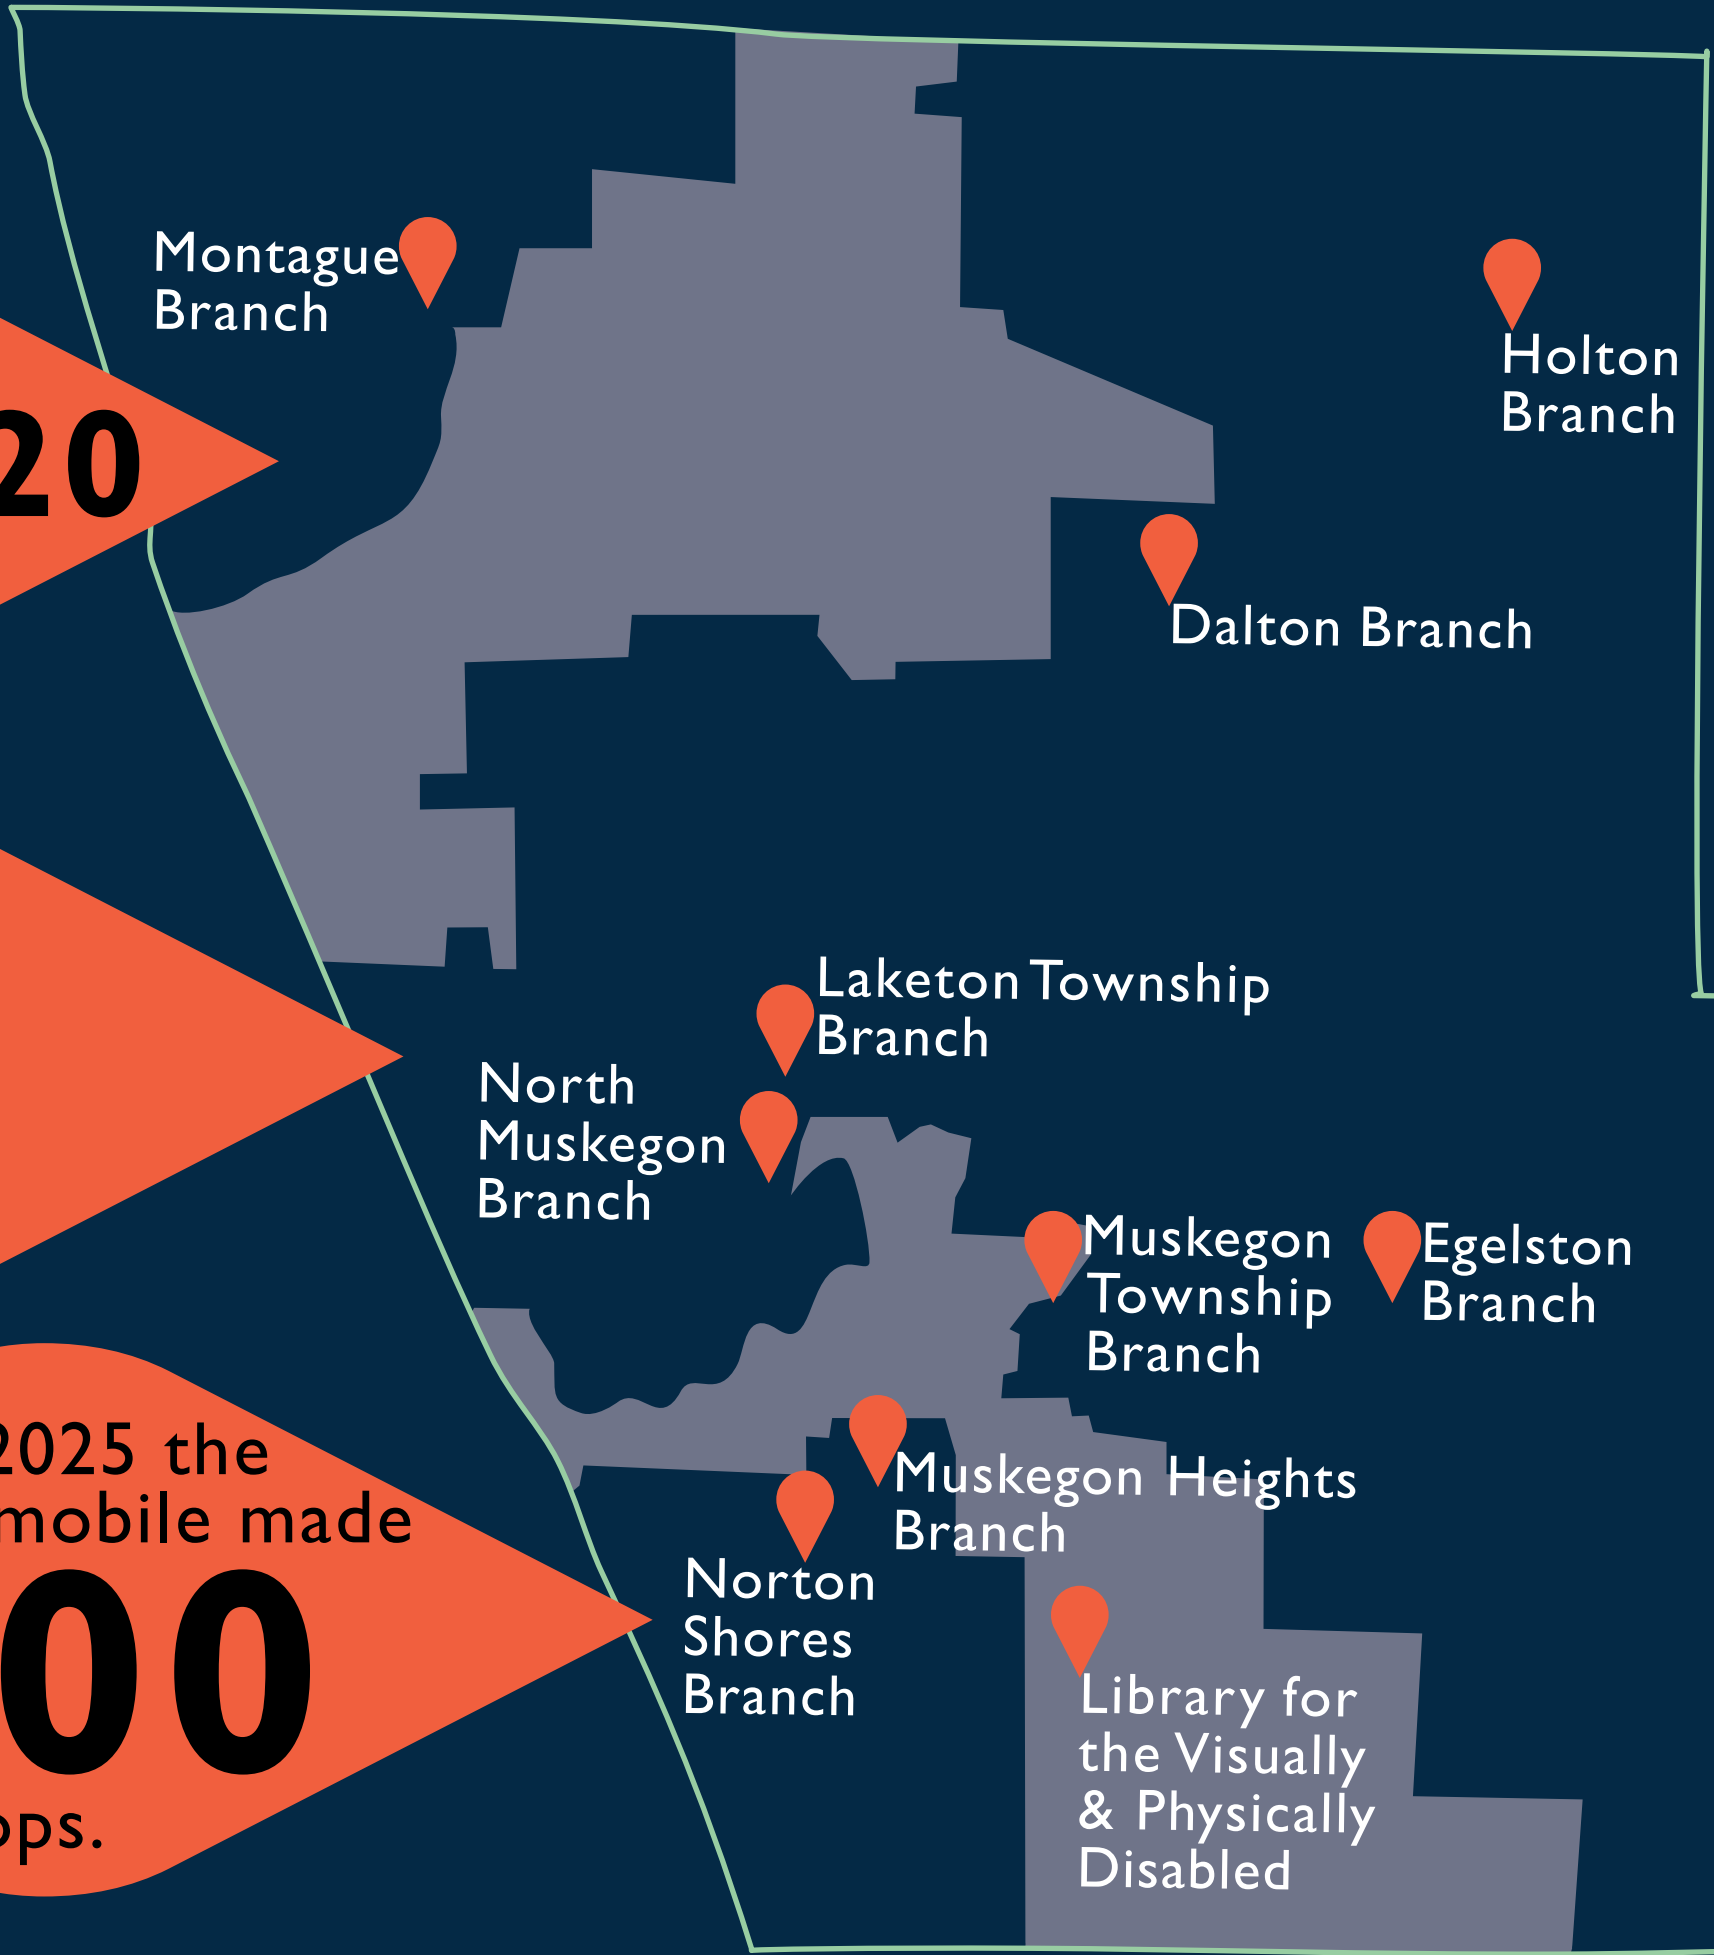 Montague
Branch
Holton
Branch
20
Dalton Branch
Laketon Township
Branch
North
Muskegon
Branch
Muskegon
Township
Branch
Egelston
Branch
2025 the
mobile made
00
ops.
Muskegon Heights
Branch
Norton
Shores
Branch
Library for
the Visually
& Physically
Disabled